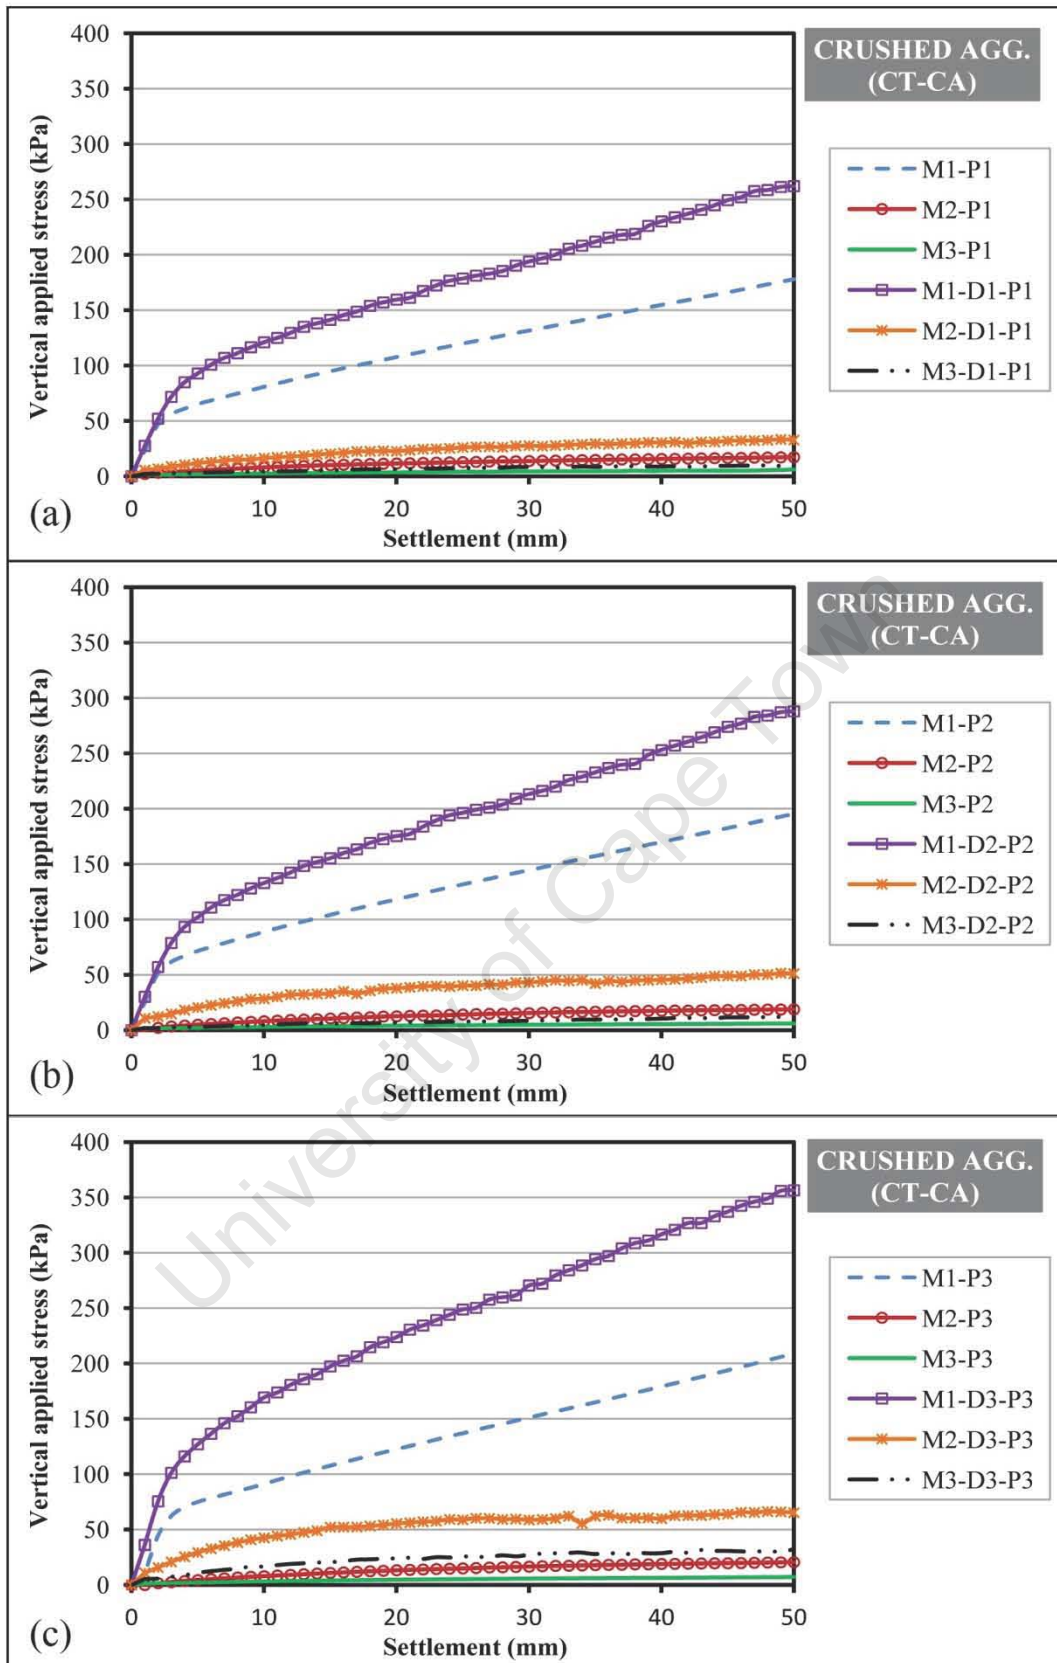 400
350
300
250
200
150
100
50
0
Vertical applied stress (kPa)
0 10 20 30 40 50
Settlement (mm)
(a)
CRUSHED AGG.
(CT-CA)
M1-P1
M2-P1
M3-P1
M1-D1-P1
M2-D1-P1
M3-D1-P1
400
350
300
250
200
150
100
50
0
Vertical applied stress (kPa)
0 10 20 30 40 50
Settlement (mm)
(b)
CRUSHED AGG.
(CT-CA)
M1-P2
M2-P2
M3-P2
M1-D2-P2
M2-D2-P2
M3-D2-P2
400
350
300
250
200
150
100
50
0
Vertical applied stress (kPa)
0 10 20 30 40 50
Settlement (mm)
(c)
CRUSHED AGG.
(CT-CA)
M1-P3
M2-P3
M3-P3
M1-D3-P3
M2-D3-P3
M3-D3-P3
University of Cape Town